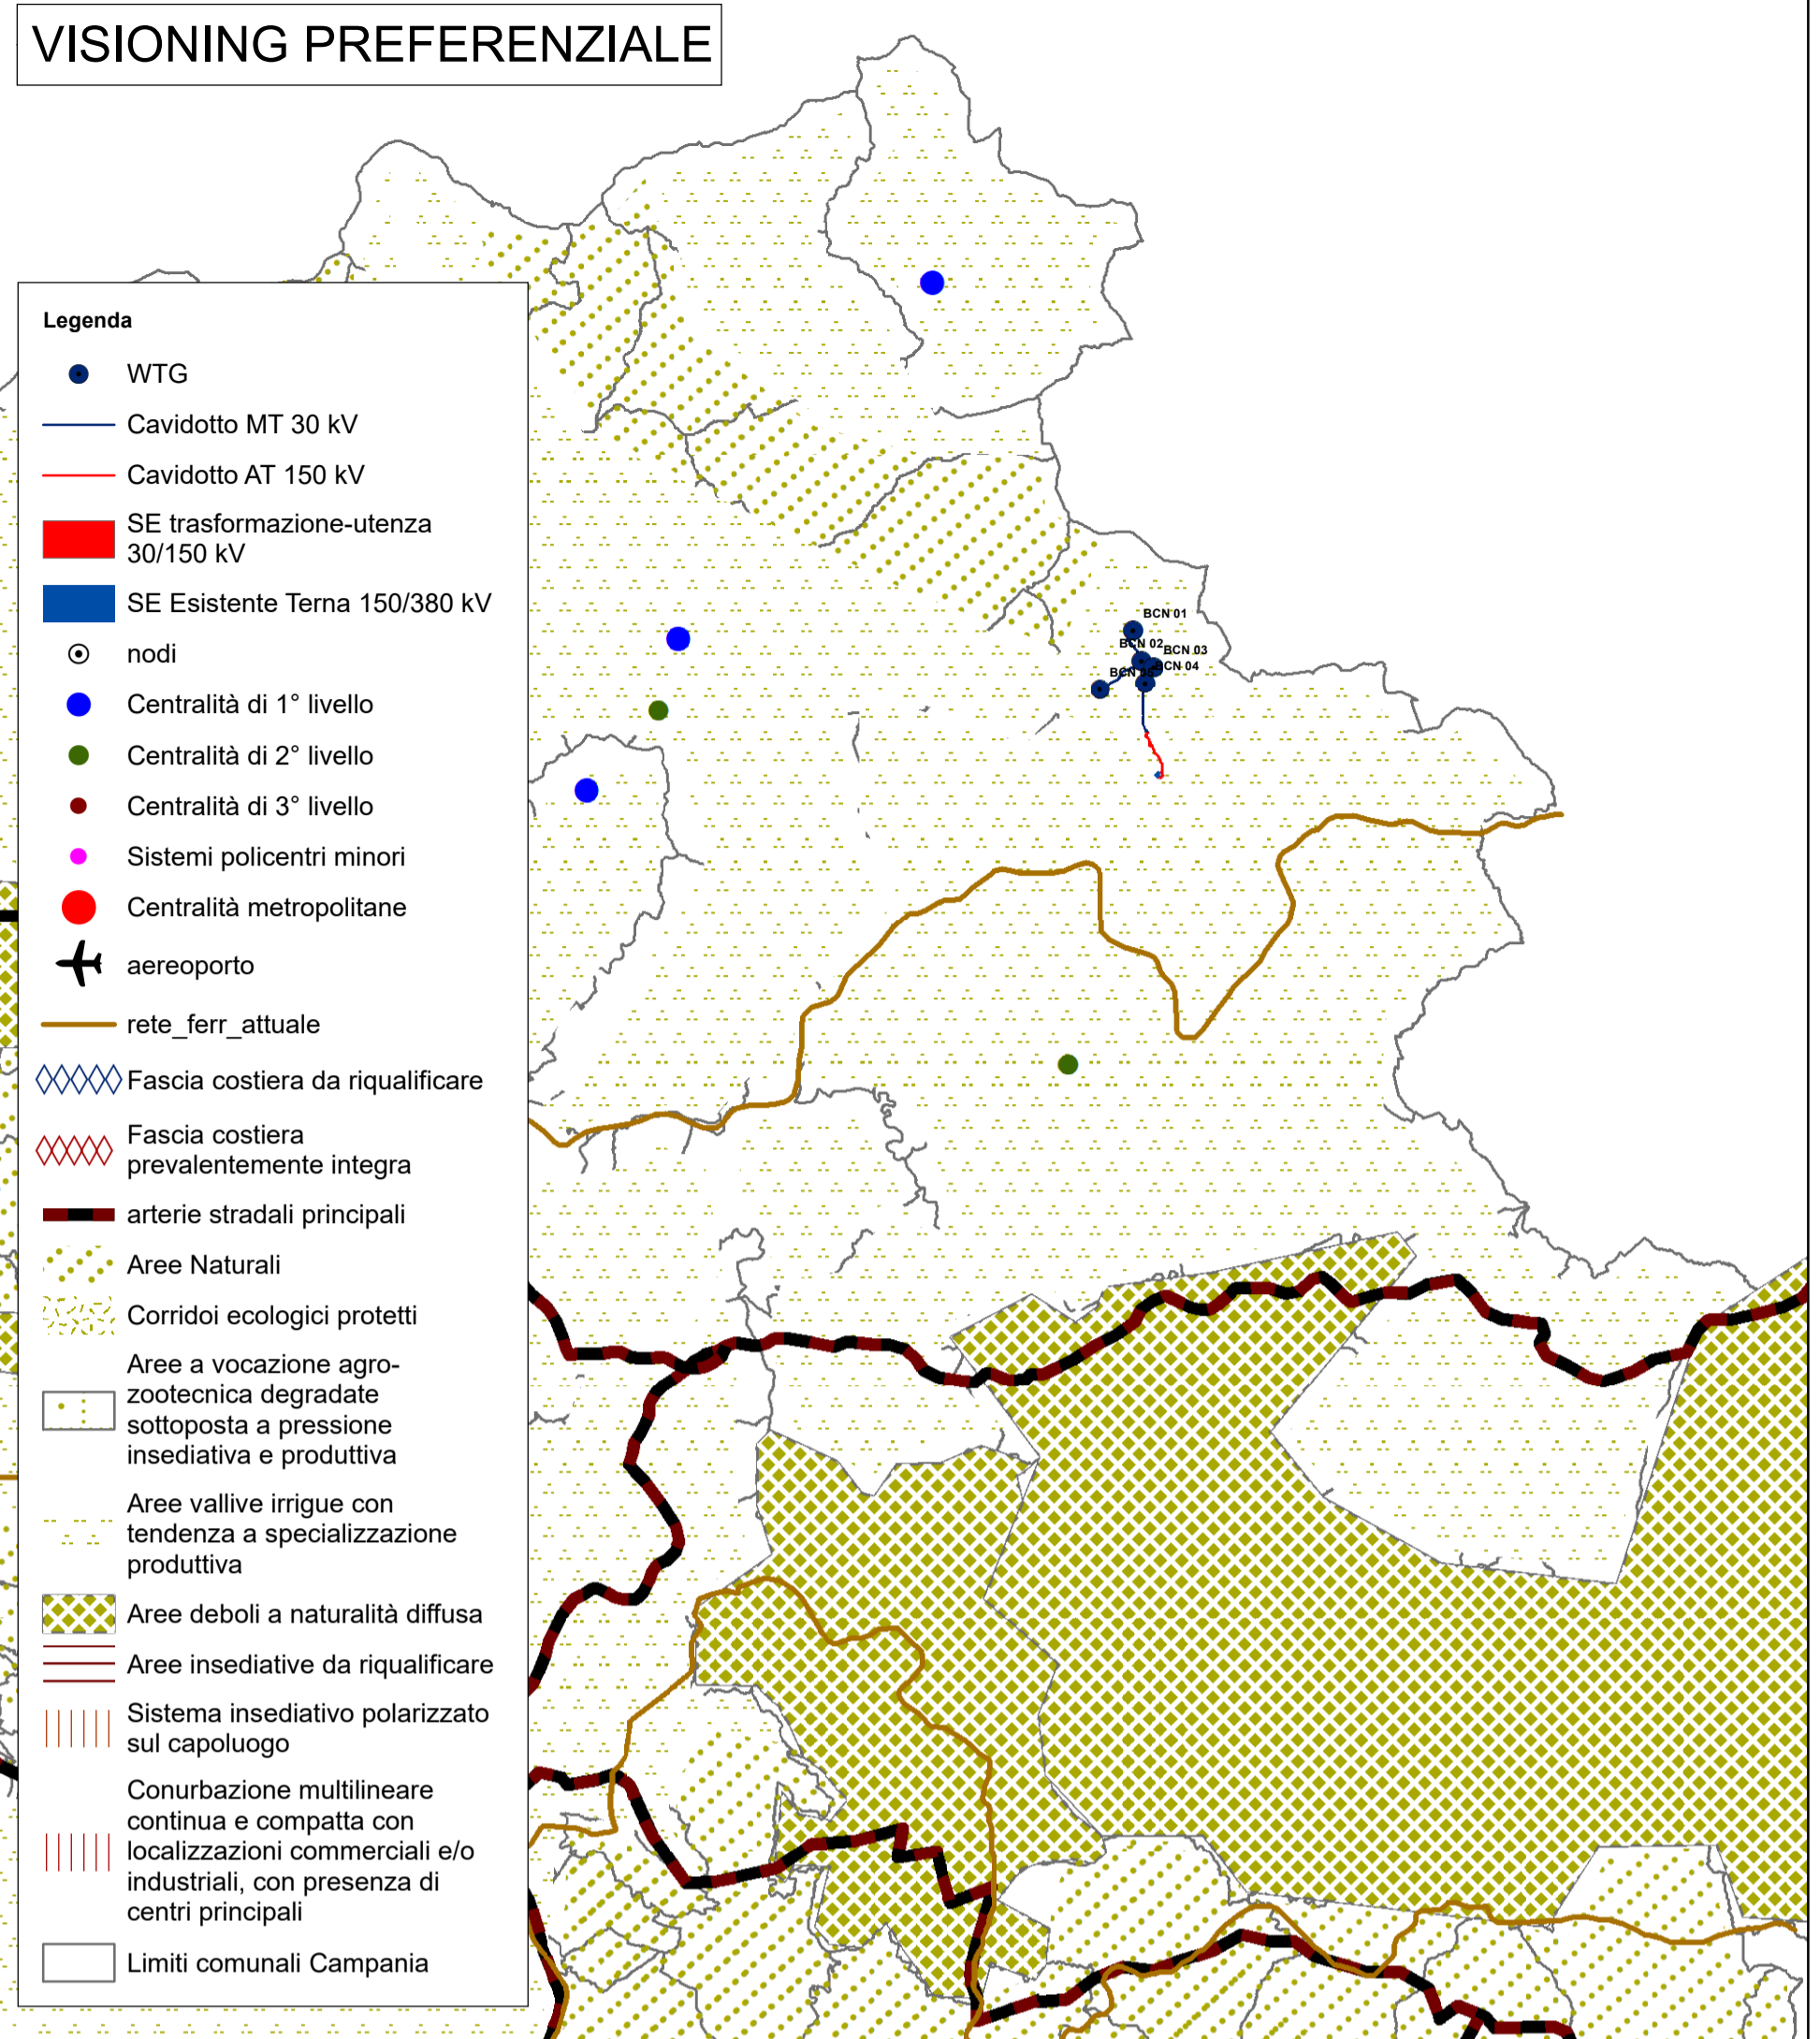 VISIONING PREFERENZIALE
Legenda
WTG
Cavidotto MT 30 kV
Cavidotto AT 150 kV
SE trasformazione-utenza
30/150 kV
SE Esistente Terna 150/380 kV
nodi
Centralità di 1° livello
Centralità di 2° livello
Centralità di 3° livello
Sistemi policentri minori
Centralità metropolitane
aereoporto
rete_ferr_attuale
Fascia costiera da riqualificare
Fascia costiera
prevalentemente integra
arterie stradali principali
Aree Naturali
Corridoi ecologici protetti
Aree a vocazione agro-
zootecnica degradate
sottoposta a pressione
insediativa e produttiva
Aree vallive irrigue con
tendenza a specializzazione
produttiva
Aree deboli a naturalità diffusa
Aree insediative da riqualificare
Sistema insediativo polarizzato
sul capoluogo
Conurbazione multilineare
continua e compatta con
localizzazioni commerciali e/o
industriali, con presenza di
centri principali
Limiti comunali Campania
BCN 01
BCN 02
BCN 03
BCN 04
BCN 05